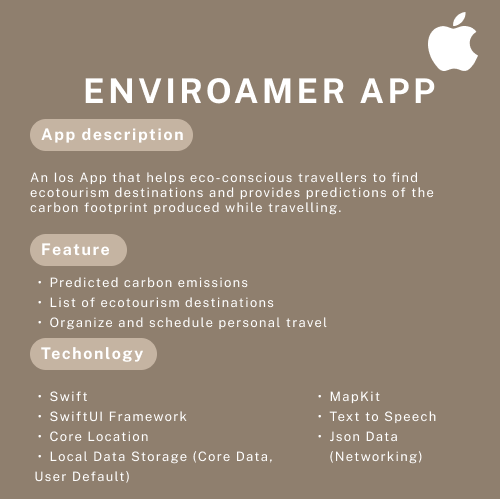 ENVIROAMER APP
App description
An Ios App that helps eco-conscious travellers to find
ecotourism destinations and provides predictions of the
carbon footprint produced while travelling.
Feature
• Predicted carbon emissions
• List of ecotourism destinations
• Organize and schedule personal travel
Techonlogy
• Swift
• SwiftUI Framework
• Core Location
• Local Data Storage (Core Data,
User Default)
• MapKit
• Text to Speech
• Json Data
(Networking)